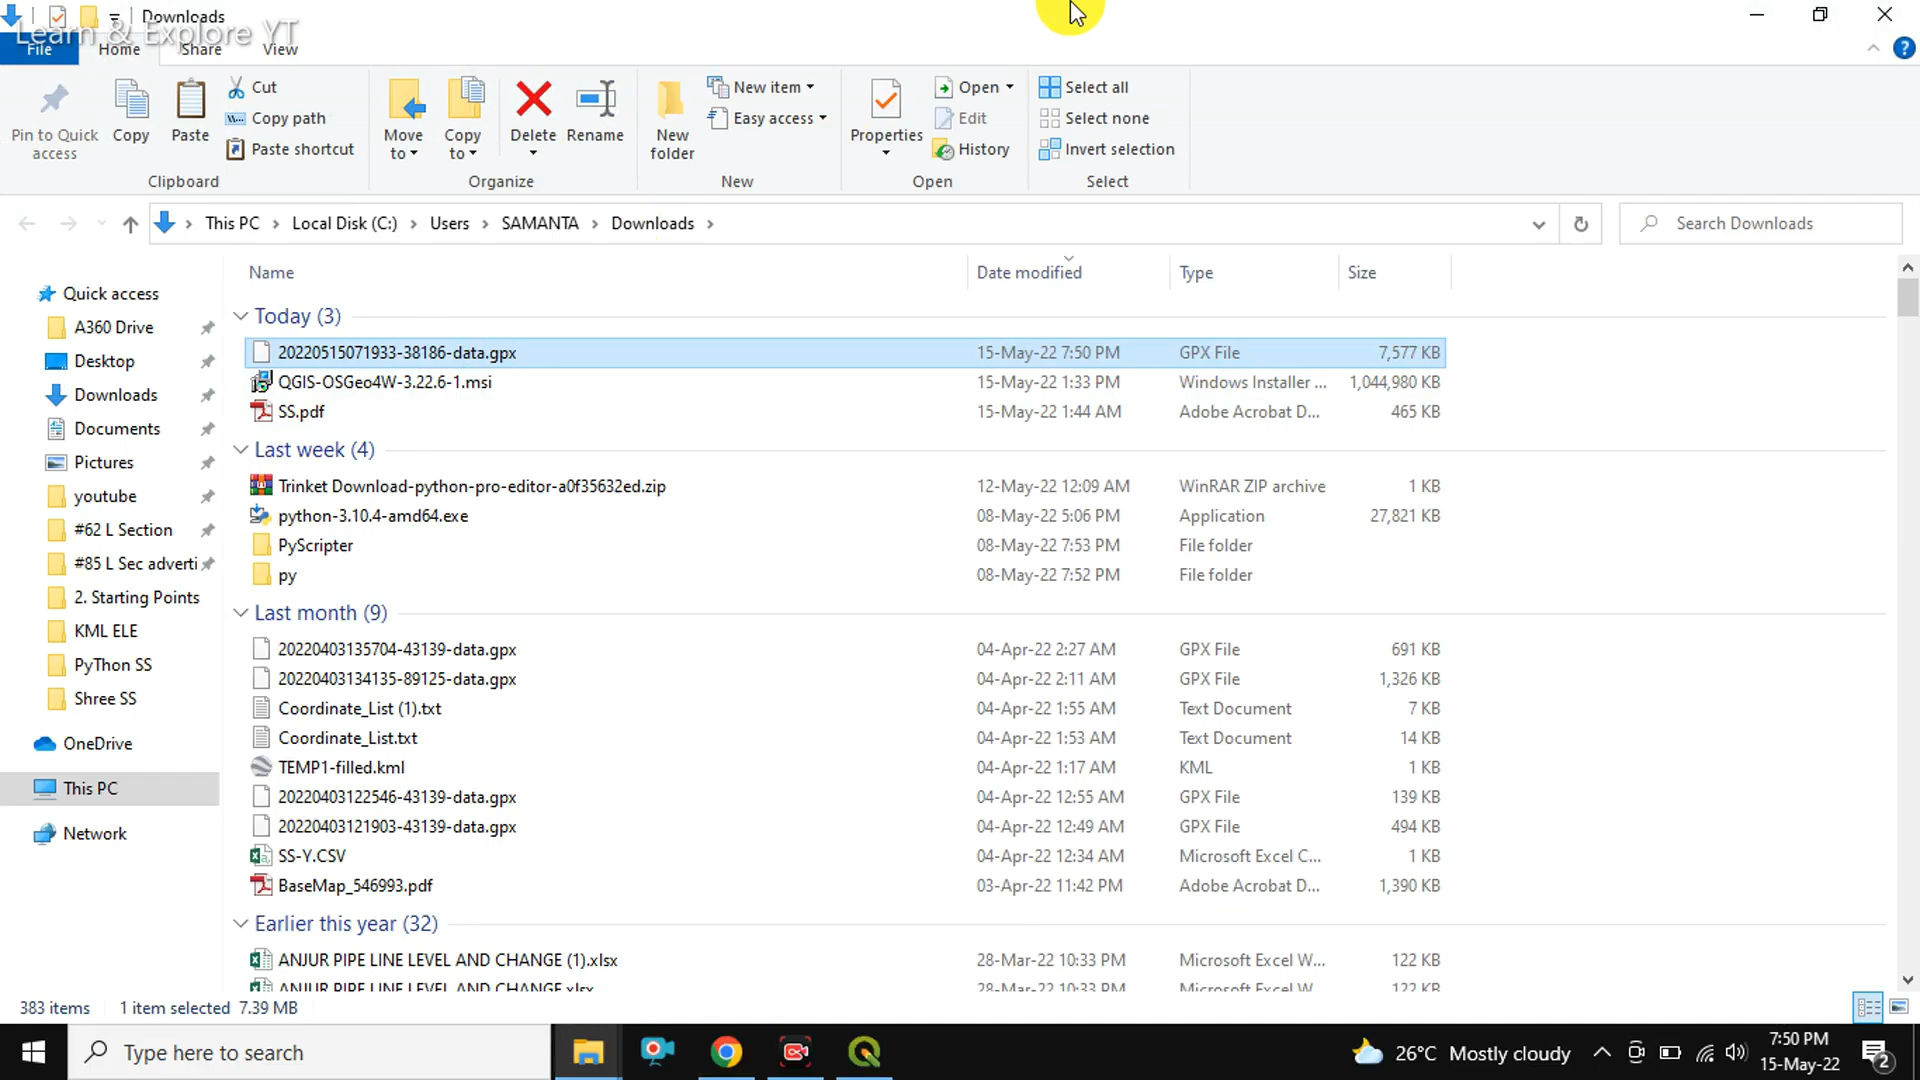 Downloads
Learn & Explore YT
File Home Share View
Pin to Quick access
Copy
Paste
Cut
Copy path
Paste shortcut
Move to
Copy to
Delete
Rename
New folder
New item
Easy access
Properties
Open
Edit
History
Select all
Select none
Invert selection
Clipboard Organize New Open Select
This PC Local Disk (C:) Users SAMANTA Downloads
Search Downloads
Name Date modified Type Size
Quick access
A360 Drive
Desktop
Downloads
Documents
Pictures
youtube
#62 L Section
#85 L Sec adverti
2. Starting Points
KML ELE
PyThon SS
Shree SS
OneDrive
This PC
Network
Today (3)
20220515071933-38186-data.gpx 15-May-22 7:50 PM GPX File 7,577 KB
QGIS-OSGeo4W-3.22.6-1.msi 15-May-22 1:33 PM Windows Installer ... 1,044,980 KB
SS.pdf 15-May-22 1:44 AM Adobe Acrobat D... 465 KB
Last week (4)
Trinket Download-python-pro-editor-a0f35632ed.zip 12-May-22 12:09 AM WinRAR ZIP archive 1 KB
python-3.10.4-amd64.exe 08-May-22 5:06 PM Application 27,821 KB
PyScripter 08-May-22 7:53 PM File folder
py 08-May-22 7:52 PM File folder
Last month (9)
20220403135704-43139-data.gpx 04-Apr-22 2:27 AM GPX File 691 KB
20220403134135-89125-data.gpx 04-Apr-22 2:11 AM GPX File 1,326 KB
Coordinate_List (1).txt 04-Apr-22 1:55 AM Text Document 7 KB
Coordinate_List.txt 04-Apr-22 1:53 AM Text Document 14 KB
TEMP1-filled.kml 04-Apr-22 1:17 AM KML 1 KB
20220403122546-43139-data.gpx 04-Apr-22 12:55 AM GPX File 139 KB
20220403121903-43139-data.gpx 04-Apr-22 12:49 AM GPX File 494 KB
SS-Y.CSV 04-Apr-22 12:34 AM Microsoft Excel C... 1 KB
BaseMap_546993.pdf 03-Apr-22 11:42 PM Adobe Acrobat D... 1,390 KB
Earlier this year (32)
ANJUR PIPE LINE LEVEL AND CHANGE (1).xlsx 28-Mar-22 10:33 PM Microsoft Excel W... 122 KB
ANJUR PIPE LINE LEVEL AND CHANGE.xlsx 28-Mar-22 10:33 PM Microsoft Excel W 122 KB
383 items 1 item selected 7.39 MB
Type here to search
26°C Mostly cloudy
7:50 PM
15-May-22
2